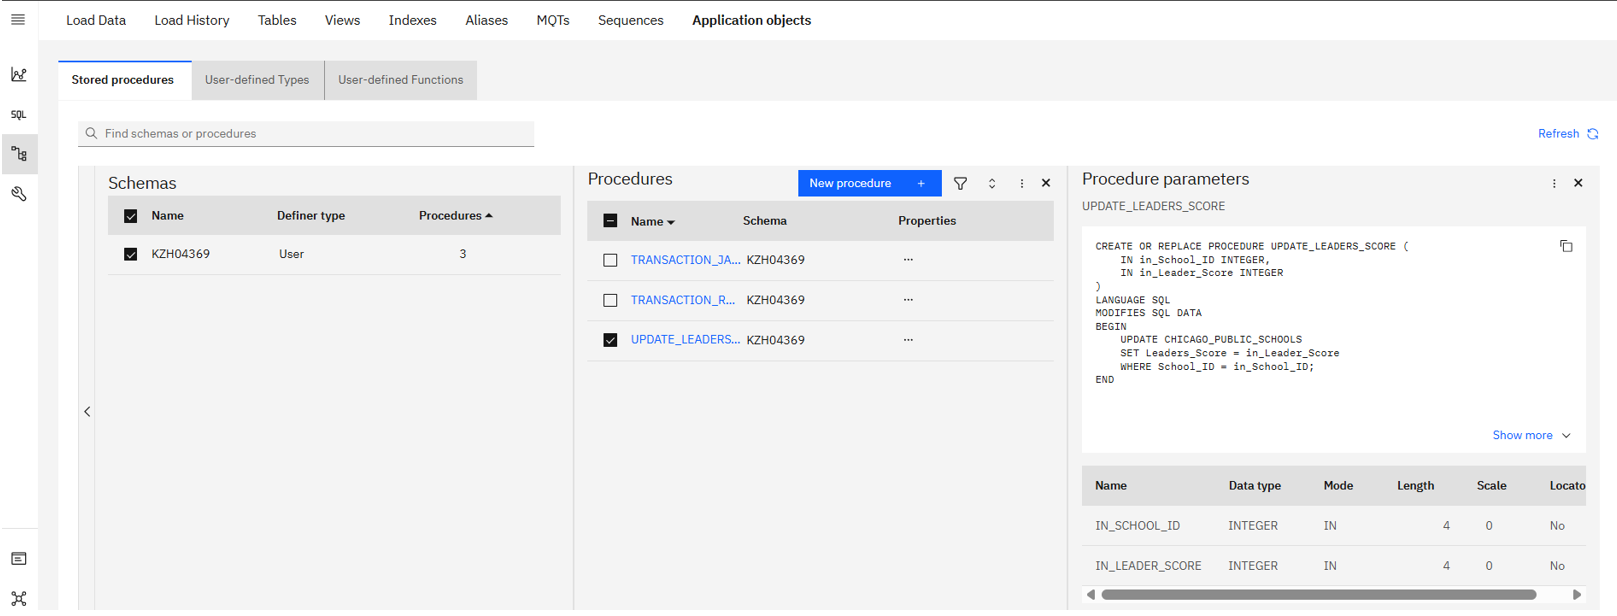 Load Data Load History Tables Views Indexes Aliases MQTs Sequences Application objects
Stored procedures User-defined Types User-defined Functions
SQL
Find schemas or procedures
Refresh
Schemas
Name Definer type Procedures
KZH04369 User 3
Procedures
New procedure +
Name Schema Properties
TRANSACTION_JA... KZH04369 ...
TRANSACTION_R... KZH04369 ...
UPDATE_LEADERS... KZH04369 ...
Procedure parameters
UPDATE_LEADERS_SCORE
CREATE OR REPLACE PROCEDURE UPDATE_LEADERS_SCORE (
IN in_School_ID INTEGER,
IN in_Leader_Score INTEGER
)
LANGUAGE SQL
MODIFIES SQL DATA
BEGIN
UPDATE CHICAGO_PUBLIC_SCHOOLS
SET Leaders_Score = in_Leader_Score
WHERE School_ID = in_School_ID;
END
Show more
Name Data type Mode Length Scale Locato
IN_SCHOOL_ID INTEGER IN 4 0 No
IN_LEADER_SCORE INTEGER IN 4 0 No